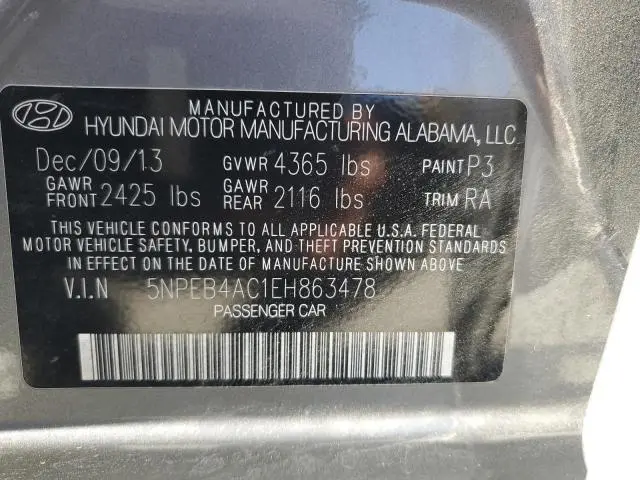 MANUFACTURED BY
HYUNDAI MOTOR MANUFACTURING ALABAMA, LLC
Dec/09/13 GVWR 4365 lbs PAINT P3
GAWR FRONT 2425 lbs GAWR REAR 2116 lbs TRIM RA
THIS VEHICLE CONFORMS TO ALL APPLICABLE U.S.A. FEDERAL
MOTOR VEHICLE SAFETY, BUMPER, AND THEFT PREVENTION STANDARDS
IN EFFECT ON THE DATE OF MANUFACTURE SHOWN ABOVE
V.I.N 5NPEB4AC1EH863478
PASSENGER CAR